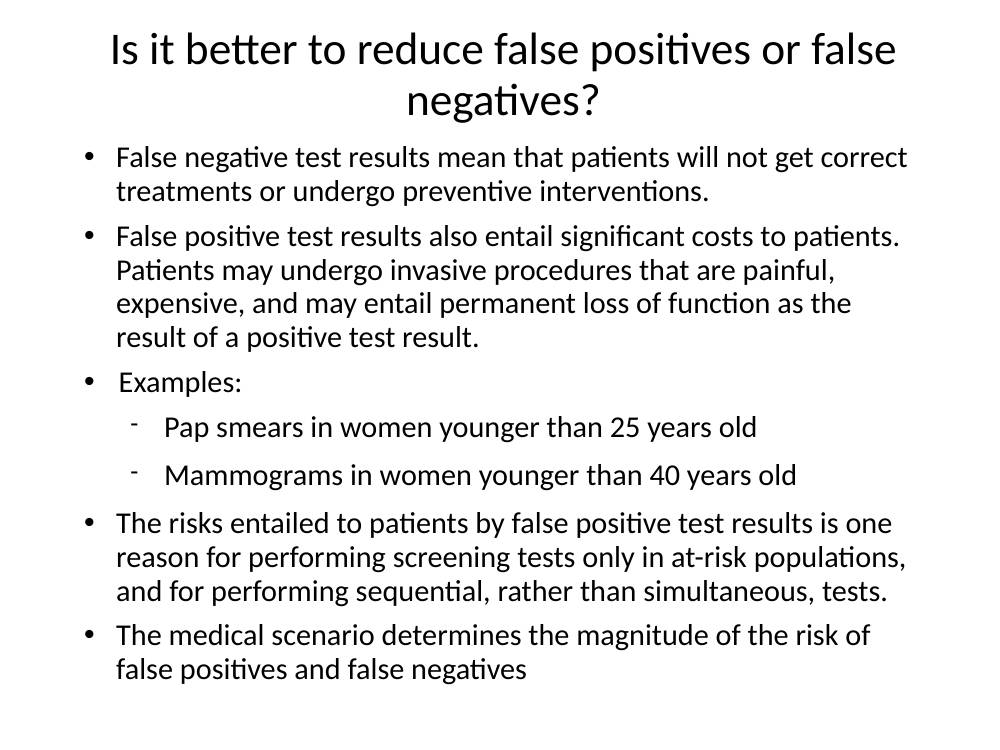 Is it better to reduce false positives or false
negatives?
• False negative test results mean that patients will not get correct
treatments or undergo preventive interventions.
• False positive test results also entail significant costs to patients.
Patients may undergo invasive procedures that are painful,
expensive, and may entail permanent loss of function as the
result of a positive test result.
• Examples:
- Pap smears in women younger than 25 years old
- Mammograms in women younger than 40 years old
• The risks entailed to patients by false positive test results is one
reason for performing screening tests only in at-risk populations,
and for performing sequential, rather than simultaneous, tests.
• The medical scenario determines the magnitude of the risk of
false positives and false negatives